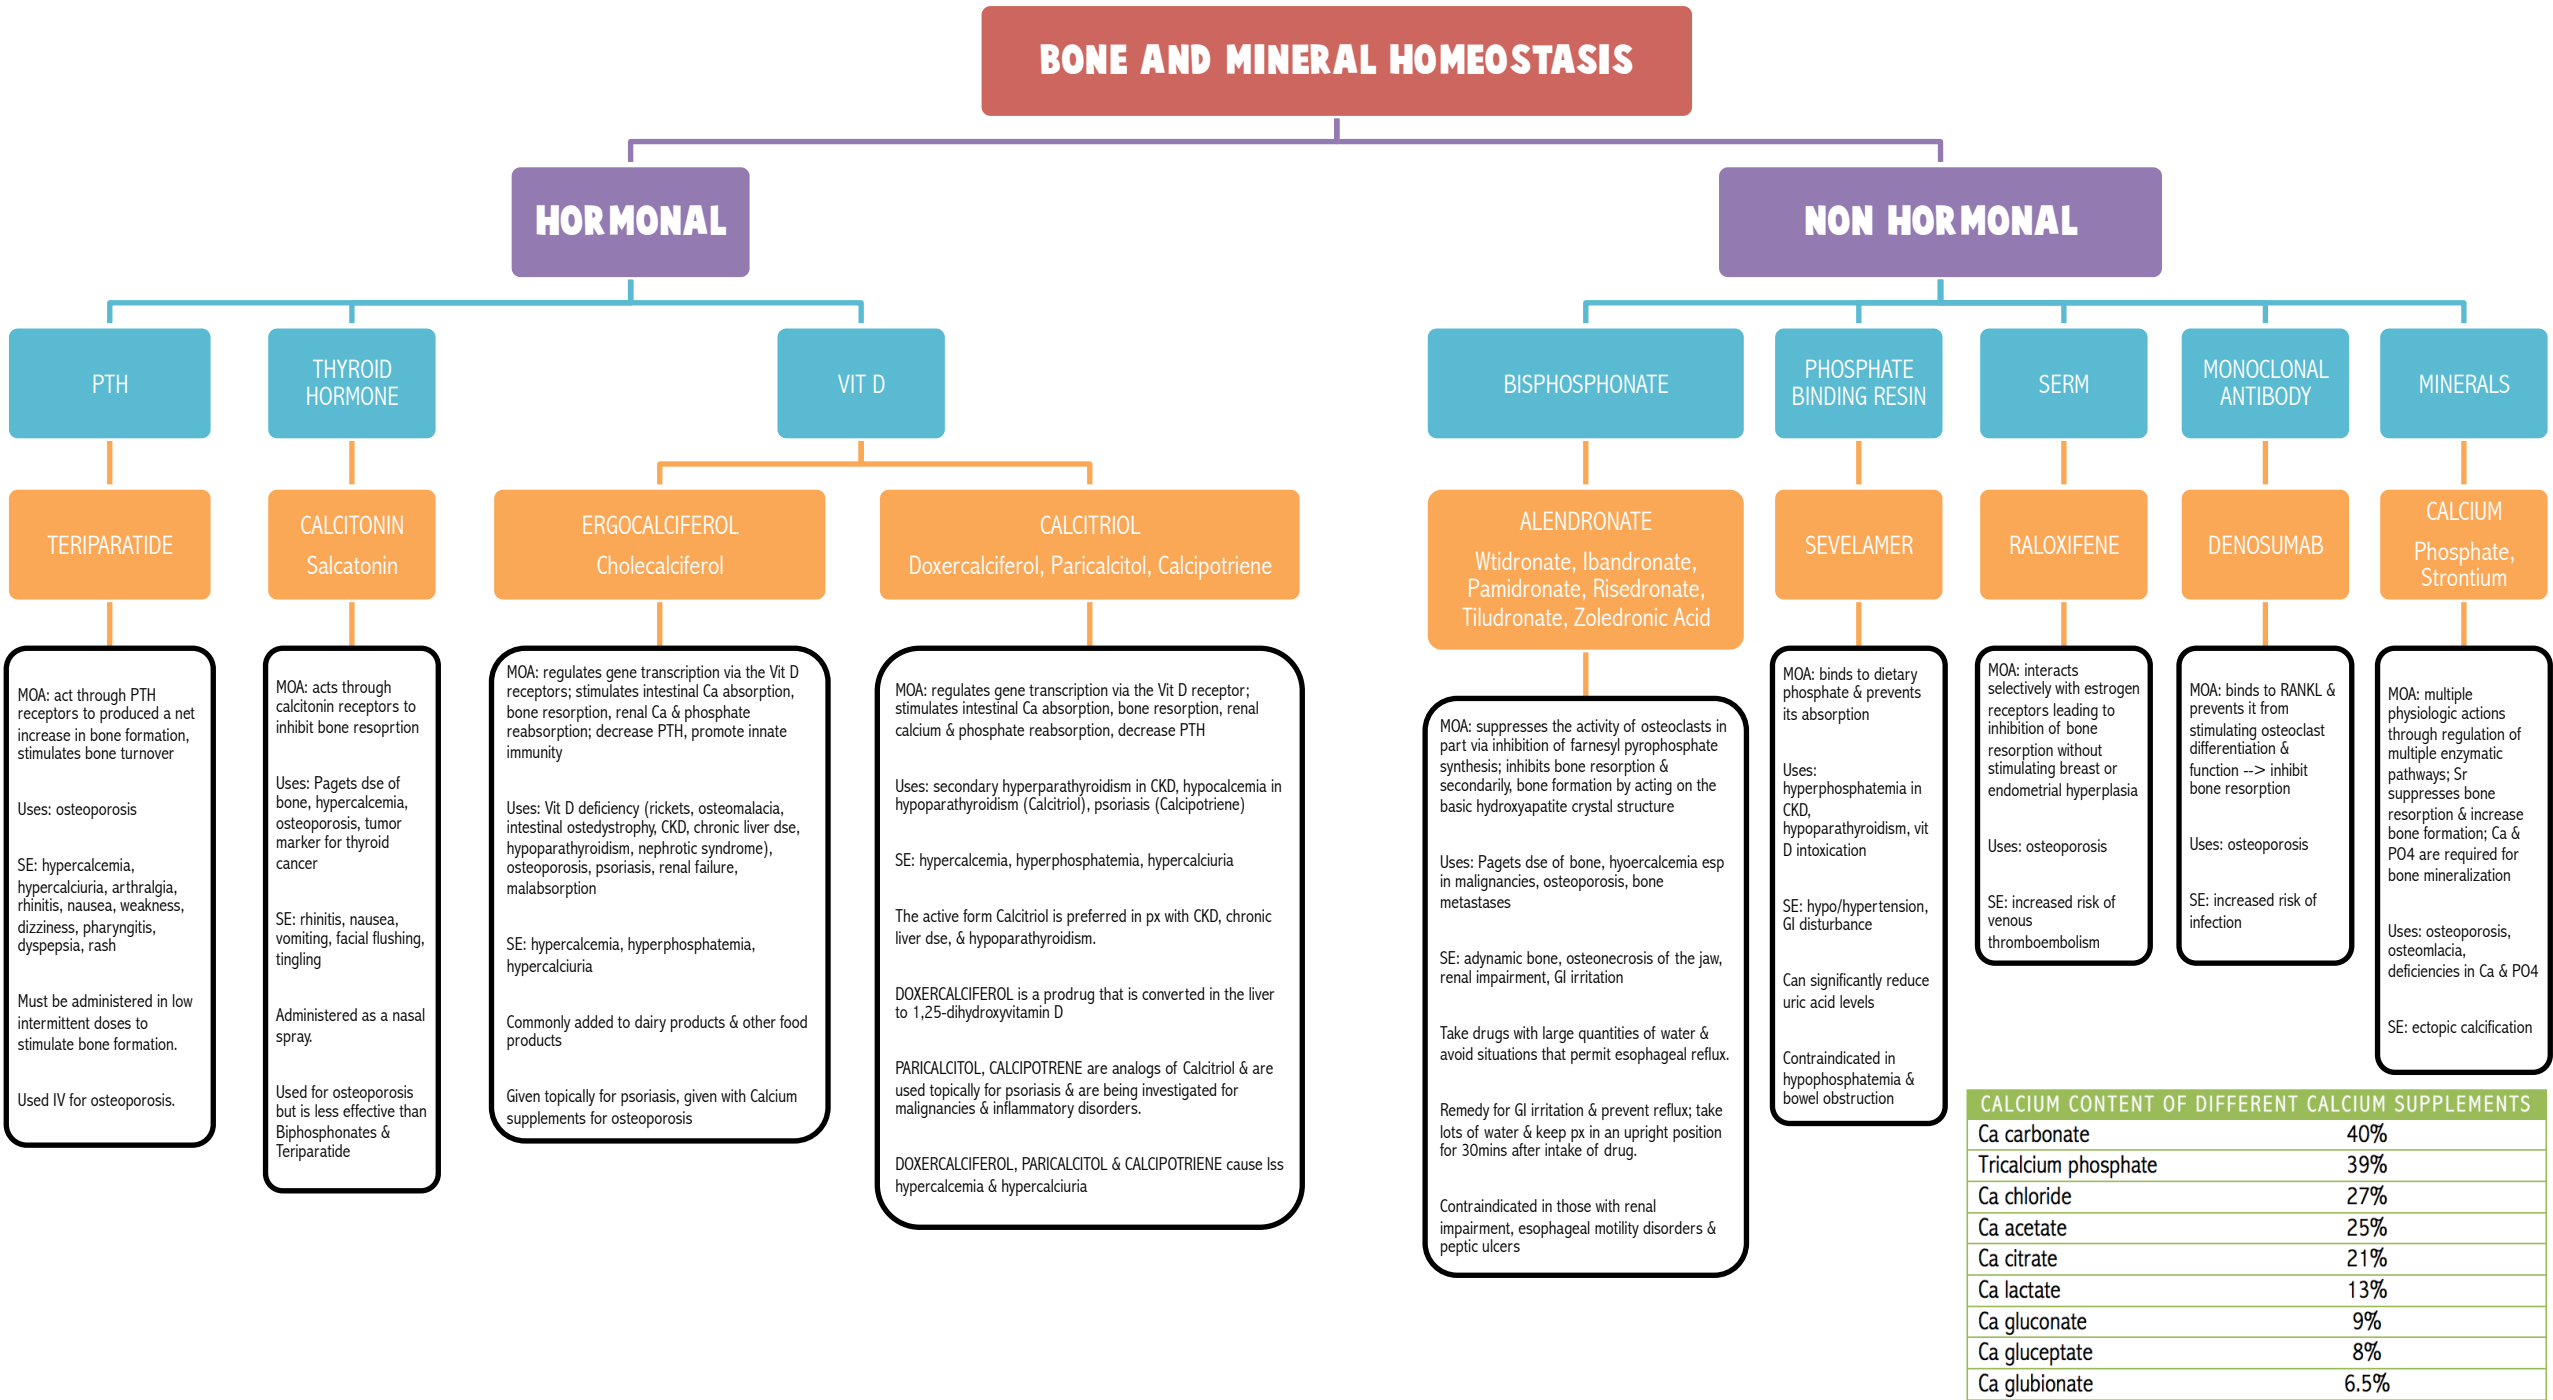 BONE AND MINERAL HOMEOSTASIS
HORMONAL
NON HORMONAL
PTH
THYROID
HORMONE
VIT D
BISPHOSPHONATE
PHOSPHATE
BINDING RESIN
SERM
MONOCLONAL
ANTIBODY
MINERALS
TERIPARATIDE
CALCITONIN
Salcatonin
ERGOCALCIFEROL
Cholecalciferol
CALCITRIOL
Doxercalciferol, Paricalcitol, Calcipotriene
ALENDRONATE
Wtidronate, Ibandronate,
Pamidronate, Risedronate,
Tiludronate, Zoledronic Acid
SEVELAMER
RALOXIFENE
DENOSUMAB
CALCIUM
Phosphate,
Strontium
MOA: act through PTH
receptors to produced a net
increase in bone formation,
stimulates bone turnover
Uses: osteoporosis
SE: hypercalcemia,
hypercalciuria, arthralgia,
rhinitis, nausea, weakness,
dizziness, pharyngitis,
dyspepsia, rash
Must be administered in low
intermittent doses to
stimulate bone formation.
Used IV for osteoporosis.
MOA: acts through
calcitonin receptors to
inhibit bone resoprtion
Uses: Pagets dse of
bone, hypercalcemia,
osteoporosis, tumor
marker for thyroid
cancer
SE: rhinitis, nausea,
vomiting, facial flushing,
tingling
Administered as a nasal
spray.
Used for osteoporosis
but is less effective than
Biphosphonates &
Teriparatide
MOA: regulates gene transcription via the Vit D
receptors; stimulates intestinal Ca absorption,
bone resorption, renal Ca & phosphate
reabsorption; decrease PTH, promote innate
immunity
Uses: Vit D deficiency (rickets, osteomalacia,
intestinal ostedystrophy, CKD, chronic liver dse,
hypoparathyroidism, nephrotic syndrome),
osteoporosis, psoriasis, renal failure,
malabsorption
SE: hypercalcemia, hyperphosphatemia,
hypercalciuria
Commonly added to dairy products & other food
products
Given topically for psoriasis, given with Calcium
supplements for osteoporosis
MOA: regulates gene transcription via the Vit D receptor;
stimulates intestinal Ca absorption, bone resorption, renal
calcium & phosphate reabsorption, decrease PTH
Uses: secondary hyperparathyroidism in CKD, hypocalcemia in
hypoparathyroidism (Calcitriol), psoriasis (Calcipotriene)
SE: hypercalcemia, hyperphosphatemia, hypercalciuria
The active form Calcitriol is preferred in px with CKD, chronic
liver dse, & hypoparathyroidism.
DOXERCALCIFEROL is a prodrug that is converted in the liver
to 1,25-dihydroxyvitamin D
PARICALCITOL, CALCIPOTRENE are analogs of Calcitriol & are
used topically for psoriasis & are being investigated for
malignancies & inflammatory disorders.
DOXERCALCIFEROL, PARICALCITOL & CALCIPOTRIENE cause lss
hypercalcemia & hypercalciuria
MOA: suppresses the activity of osteoclasts in
part via inhibition of farnesyl pyrophosphate
synthesis; inhibits bone resorption &
secondarily, bone formation by acting on the
basic hydroxyapatite crystal structure
Uses: Pagets dse of bone, hyoercalcemia esp
in malignancies, osteoporosis, bone
metastases
SE: adynamic bone, osteonecrosis of the jaw,
renal impairment, GI irritation
Take drugs with large quantities of water &
avoid situations that permit esophageal reflux.
Remedy for GI irritation & prevent reflux; take
lots of water & keep px in an upright position
for 30mins after intake of drug.
Contraindicated in those with renal
impairment, esophageal motility disorders &
peptic ulcers
MOA: binds to dietary
phosphate & prevents
its absorption
Uses:
hyperphosphatemia in
CKD,
hypoparathyroidism, vit
D intoxication
SE: hypo/hypertension,
GI disturbance
Can significantly reduce
uric acid levels
Contraindicated in
hypophosphatemia &
bowel obstruction
MOA: interacts
selectively with estrogen
receptors leading to
inhibition of bone
resorption without
stimulating breast or
endometrial hyperplasia
Uses: osteoporosis
SE: increased risk of
venous
thromboembolism
MOA: binds to RANKL &
prevents it from
stimulating osteoclast
differentiation &
function --> inhibit
bone resorption
Uses: osteoporosis
SE: increased risk of
infection
MOA: multiple
physiologic actions
through regulation of
multiple enzymatic
pathways; Sr
suppresses bone
resorption & increase
bone formation; Ca &
PO4 are required for
bone mineralization
Uses: osteoporosis,
osteomlacia,
deficiencies in Ca & PO4
SE: ectopic calcification
CALCIUM CONTENT OF DIFFERENT CALCIUM SUPPLEMENTS
Ca carbonate 40%
Tricalcium phosphate 39%
Ca chloride 27%
Ca acetate 25%
Ca citrate 21%
Ca lactate 13%
Ca gluconate 9%
Ca gluceptate 8%
Ca glubionate 6.5%